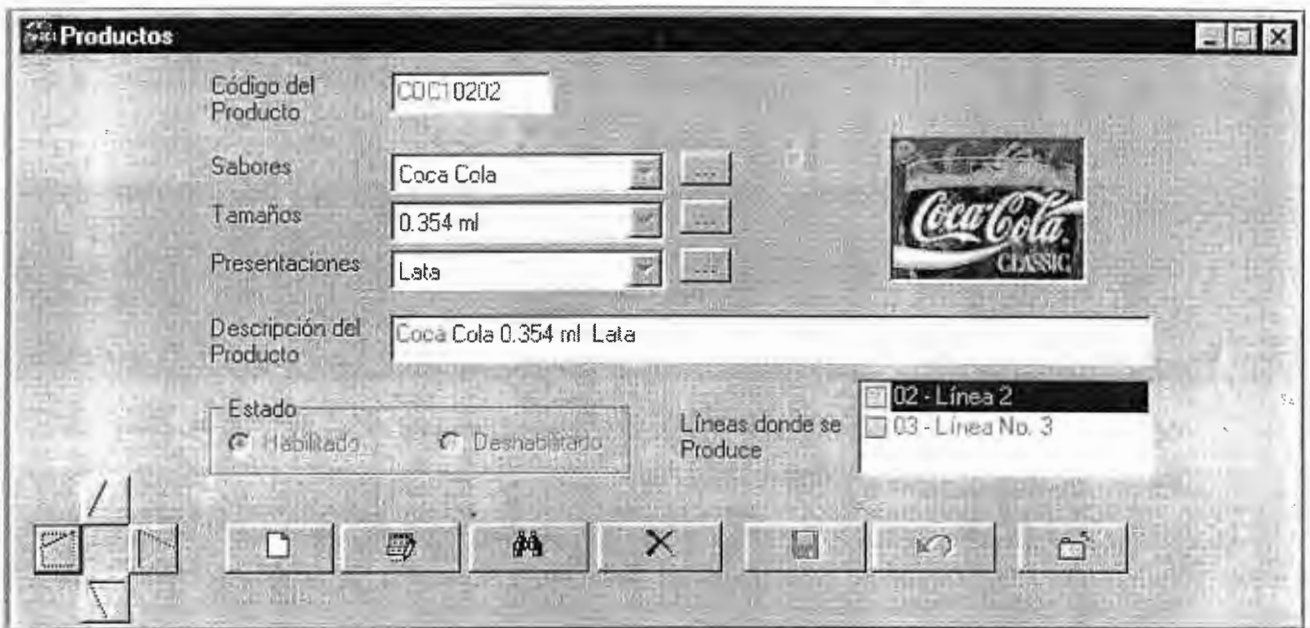 Productos
Código del
Producto
COC10202
Sabores
Coca Cola
...
Tamaños
0.354 ml
...
Presentaciones
Lata
...
Coca-Cola
CLASSIC
Descripción del
Producto
Coca Cola 0.354 ml Lata
Estado
Habilitado
Deshabilitado
Líneas donde se
Produce
02 - Línea 2
03 - Línea No. 3